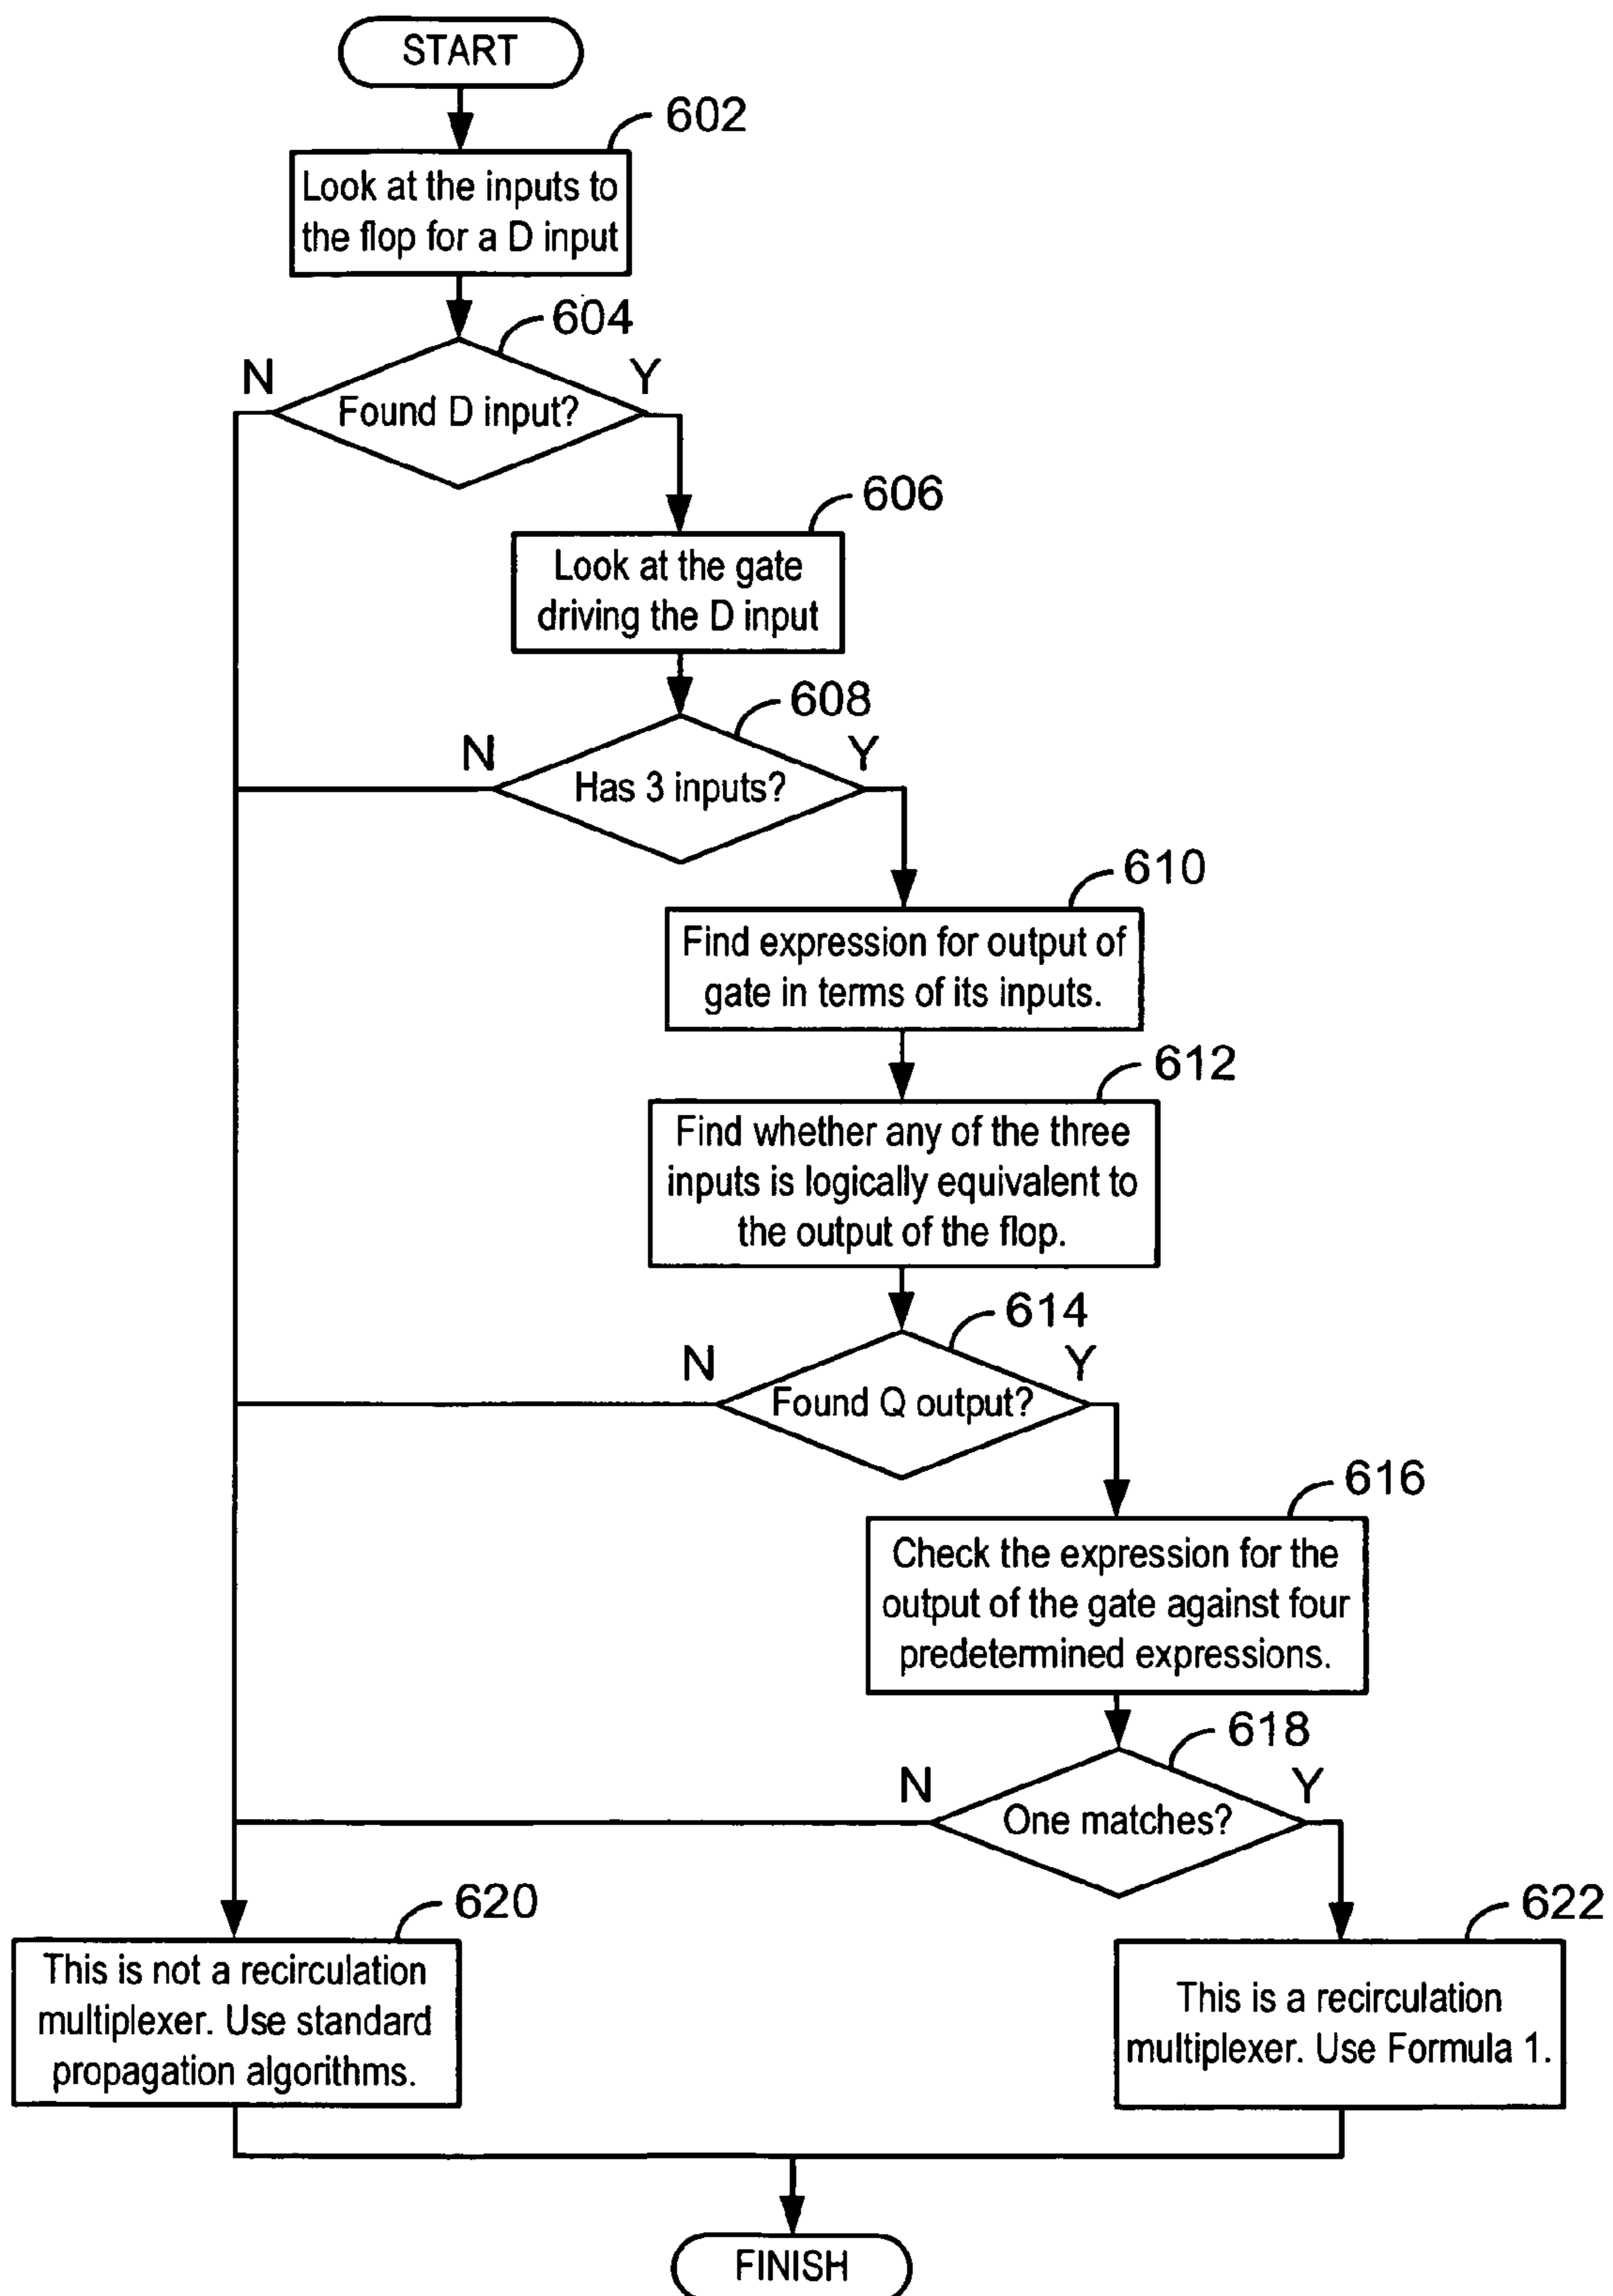 START
602
Look at the inputs to
the flop for a D input
604
N
Y
Found D input?
606
Look at the gate
driving the D input
608
N
Y
Has 3 inputs?
610
Find expression for output of
gate in terms of its inputs.
612
Find whether any of the three
inputs is logically equivalent to
the output of the flop.
614
N
Y
Found Q output?
616
Check the expression for the
output of the gate against four
predetermined expressions.
618
N
Y
One matches?
620
This is not a recirculation
multiplexer. Use standard
propagation algorithms.
622
This is a recirculation
multiplexer. Use Formula 1.
FINISH